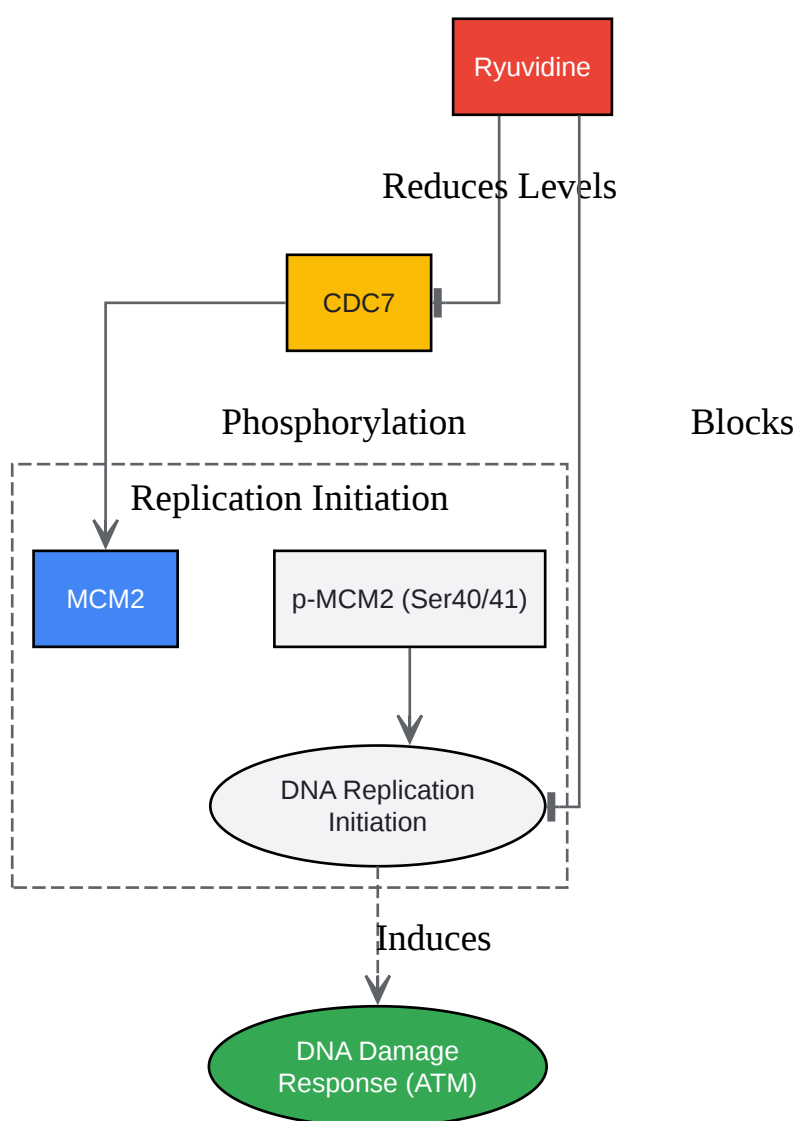 Ryuvidine
Reduces Levels
CDC7
Phosphorylation
Blocks
Replication Initiation
MCM2
p-MCM2 (Ser40/41)
DNA Replication
Initiation
Induces
DNA Damage
Response (ATM)